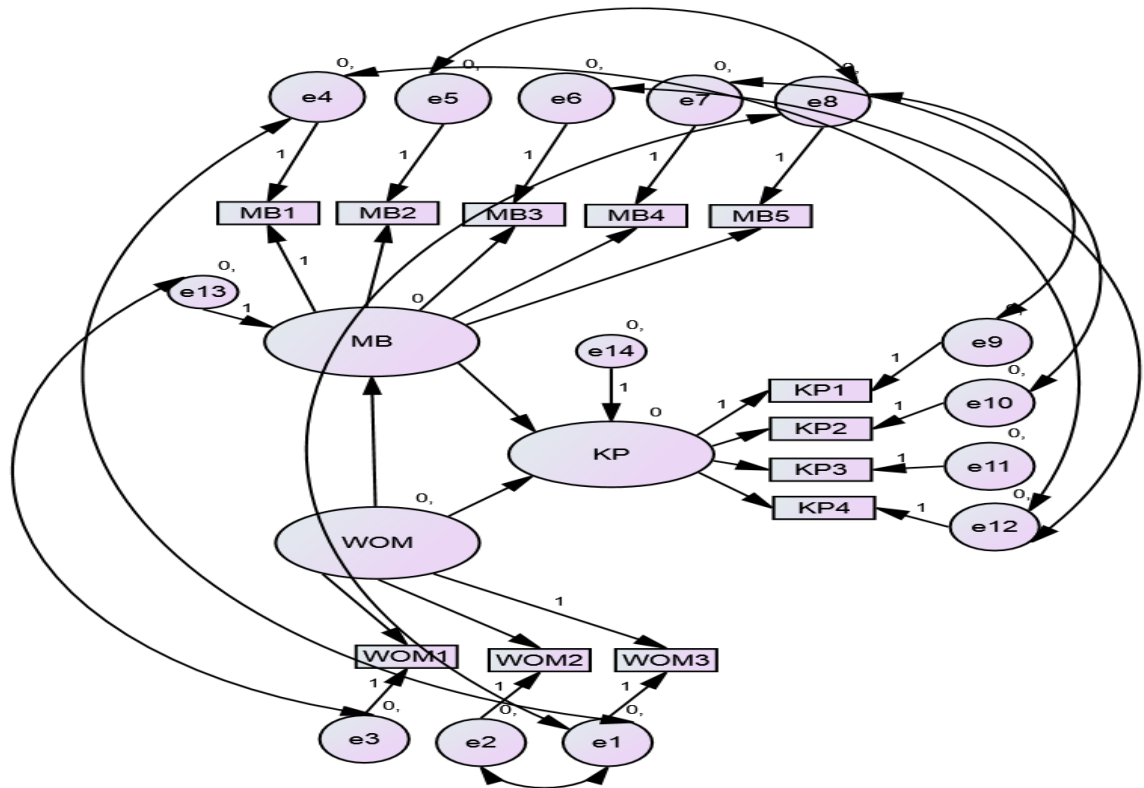 0, 0, 0, 0, 0,
e4 e5 e6 e7 e8
1 1 1 1 1
MB1 MB2 MB3 MB4 MB5
0, 1
e13 1 0
MB
0,
e14
1
0
KP
0,
e9
1
1 KP1
0,
e10
1
KP2
0,
e11
1
KP3
0,
e12
1
KP4
0,
WOM
1
WOM1 WOM2 WOM3
1 0, 1 0, 1 0,
e3 e2 e1